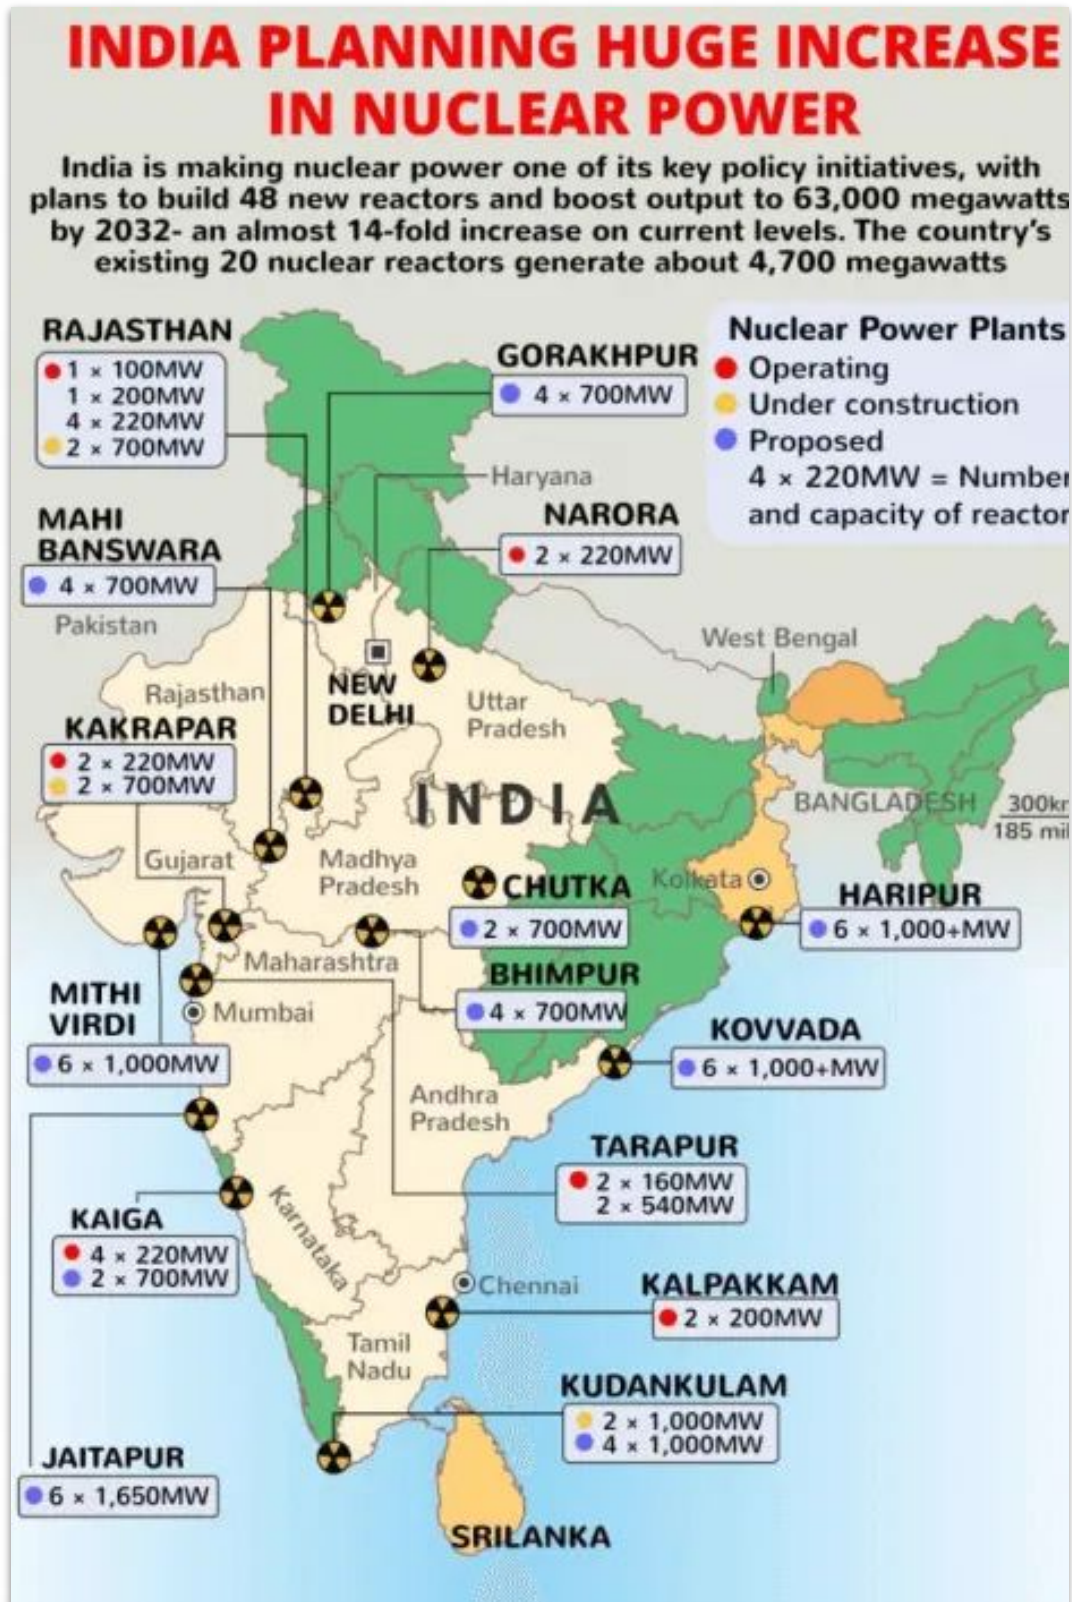 INDIA PLANNING HUGE INCREASE
IN NUCLEAR POWER
India is making nuclear power one of its key policy initiatives, with
plans to build 48 new reactors and boost output to 63,000 megawatts
by 2032- an almost 14-fold increase on current levels. The country's
existing 20 nuclear reactors generate about 4,700 megawatts
RAJASTHAN
1 × 100MW
1 × 200MW
4 × 220MW
2 × 700MW
GORAKHPUR
4 × 700MW
Nuclear Power Plants
Operating
Under construction
Proposed
4 × 220MW = Number
and capacity of reactor
Haryana
MAHI
BANSWARA
4 × 700MW
NARORA
2 × 220MW
Pakistan
West Bengal
Rajasthan
NEW
DELHI
Uttar
Pradesh
KAKRAPAR
2 × 220MW
2 × 700MW
INDIA
BANGLADESH
300km
185 mil
Gujarat
Madhya
Pradesh
CHUTKA
2 × 700MW
Kolkata
HARIPUR
6 × 1,000+MW
Maharashtra
BHIMPUR
4 × 700MW
MITHI
VIRDI
6 × 1,000MW
Mumbai
KOVVADA
6 × 1,000+MW
Andhra
Pradesh
TARAPUR
2 × 160MW
2 × 540MW
KAIGA
4 × 220MW
2 × 700MW
Karnataka
Chennai
KALPAKKAM
2 × 200MW
Tamil
Nadu
KUDANKULAM
2 × 1,000MW
4 × 1,000MW
JAITAPUR
6 × 1,650MW
SRILANKA